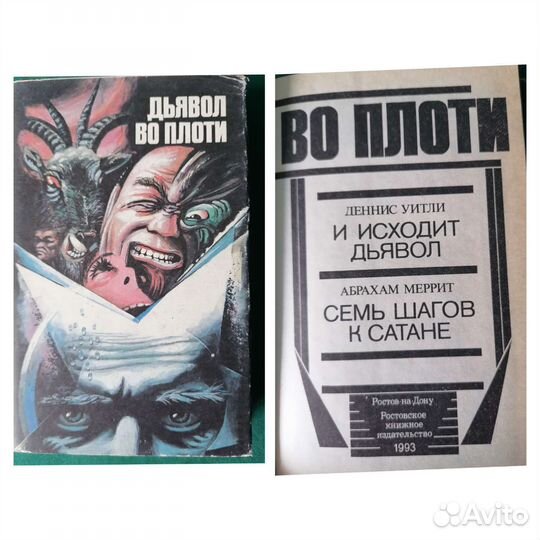 ДЬЯВОЛ
ВО ПЛОТИ
ВО ПЛОТИ
ДЕННИС УИТЛИ
И ИСХОДИТ
ДЬЯВОЛ
АБРАХАМ МЕРРИТ
СЕМЬ ШАГОВ
К САТАНЕ
Ростов-на-Дону
Ростовское
книжное
издательство
1993
Avito